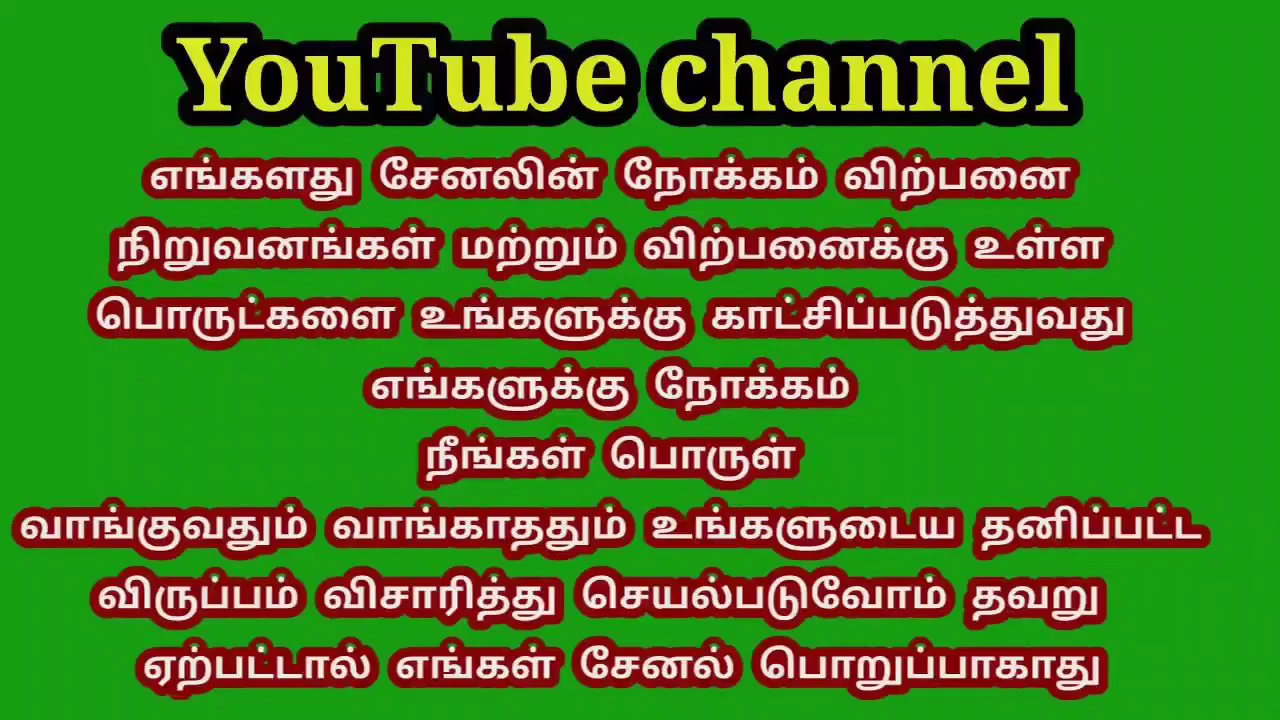 YouTube channel
எங்களது சேனலின் நோக்கம் விற்பனை
நிறுவனங்கள் மற்றும் விற்பனைக்கு உள்ள
பொருட்களை உங்களுக்கு காட்சிப்படுத்துவது
எங்களுக்கு நோக்கம்
நீங்கள் பொருள்
வாங்குவதும் வாங்காததும் உங்களுடைய தனிப்பட்ட
விருப்பம் விசாரித்து செயல்படுவோம் தவறு
ஏற்பட்டால் எங்கள் சேனல் பொறுப்பாகாது